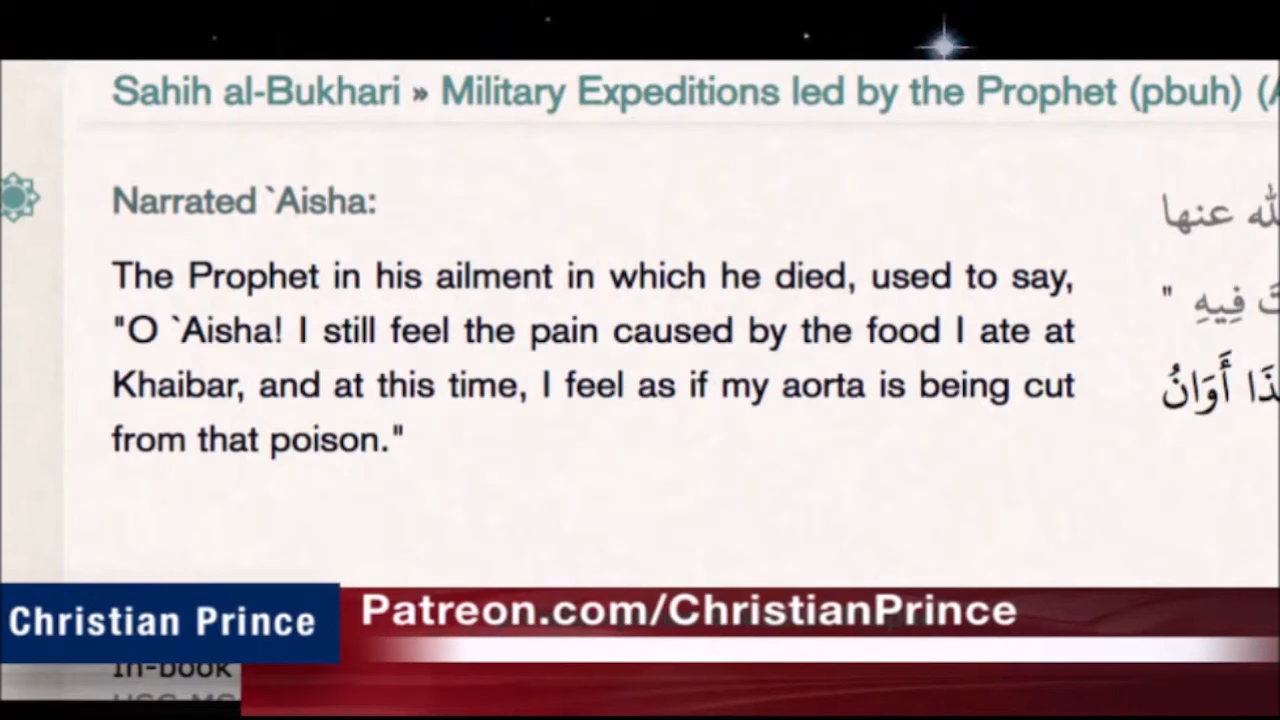 Sahih al-Bukhari » Military Expeditions led by the Prophet (pbuh) (A
Narrated `Aisha:
لله عنها
The Prophet in his ailment in which he died, used to say,
"O `Aisha! I still feel the pain caused by the food I ate at
فِيهِ "
Khaibar, and at this time, I feel as if my aorta is being cut
أَوَانُ
from that poison."
Christian Prince
Patreon.com/ChristianPrince
In-book